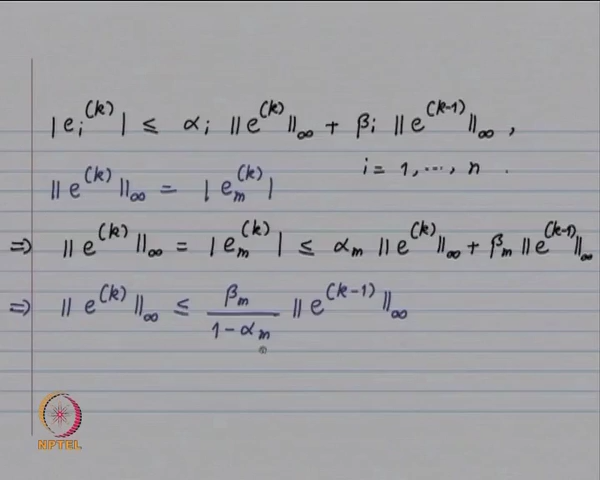 |e_i^(k)| ≤ α_i ||e^(k)||_∞ + β_i ||e^(k-1)||_∞ ,
i = 1, ..., n .
||e^(k)||_∞ = |e_m^(k)|
⇒ ||e^(k)||_∞ = |e_m^(k)| ≤ α_m ||e^(k)||_∞ + β_m ||e^(k-1)||_∞
⇒ ||e^(k)||_∞ ≤ β_m / (1 - α_m) ||e^(k-1)||_∞
NPTEL